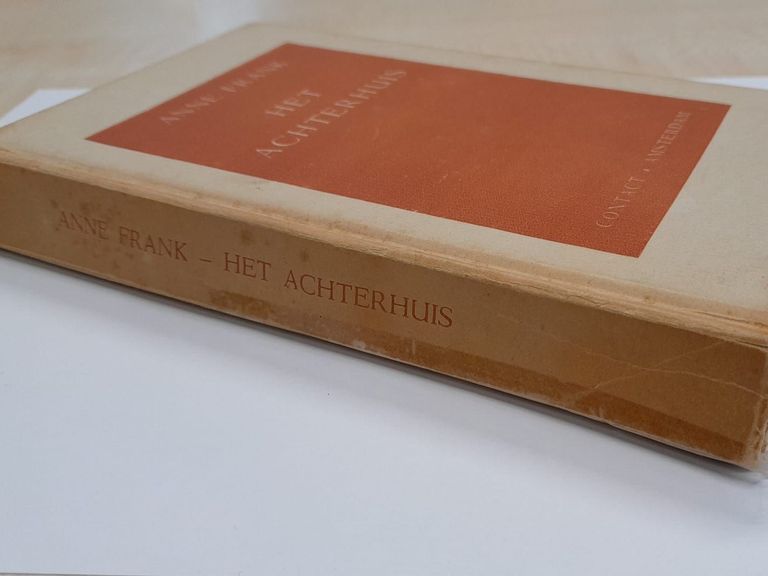 ANNE FRANK
HET
ACHTERHUIS
CONTACT • AMSTERDAM
ANNE FRANK – HET ACHTERHUIS